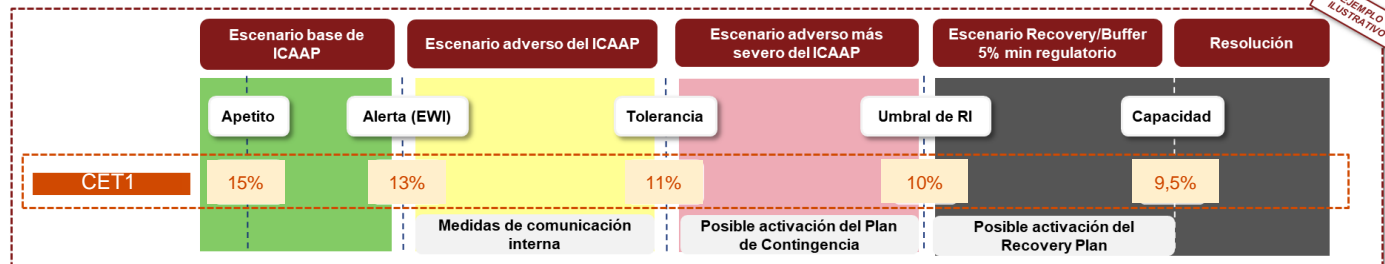 EJEMPLO
ILUSTRATIVO
Escenario base de
ICAAP
Escenario adverso del ICAAP
Escenario adverso más
severo del ICAAP
Escenario Recovery/Buffer
5% min regulatorio
Resolución
Apetito
Alerta (EWI)
Tolerancia
Umbral de RI
Capacidad
CET1
15%
13%
11%
10%
9,5%
Medidas de comunicación
interna
Posible activación del Plan
de Contingencia
Posible activación del
Recovery Plan